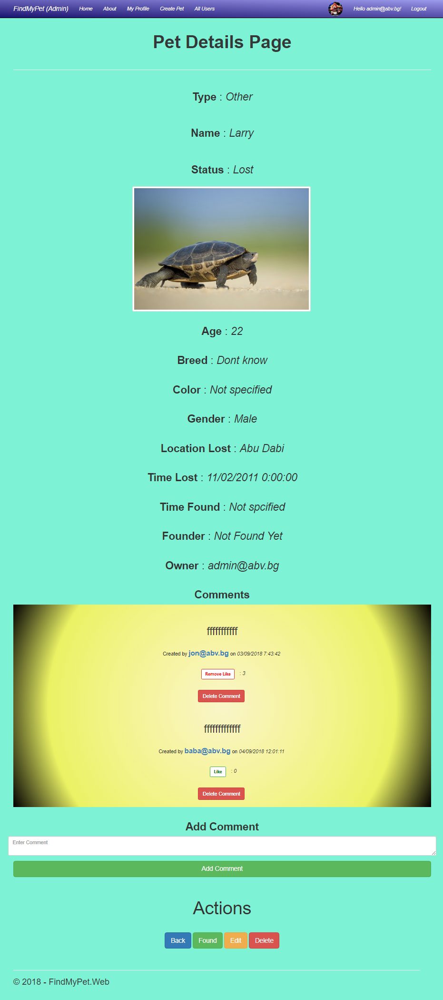 FindMyPet (Admin) Home About My Profile Create Pet All Users Hello admin@abv.bg! Logout
Pet Details Page
Type : Other
Name : Larry
Status : Lost
Age : 22
Breed : Dont know
Color : Not specified
Gender : Male
Location Lost : Abu Dabi
Time Lost : 11/02/2011 0:00:00
Time Found : Not spcified
Founder : Not Found Yet
Owner : admin@abv.bg
Comments
fffffffffff
Created by jon@abv.bg on 03/09/2018 7:43:42
Remove Like : 3
Delete Comment
fffffffffffff
Created by baba@abv.bg on 04/09/2018 12:01:11
Like : 0
Delete Comment
Add Comment
Enter Comment
Add Comment
Actions
Back Found Edit Delete
© 2018 - FindMyPet.Web